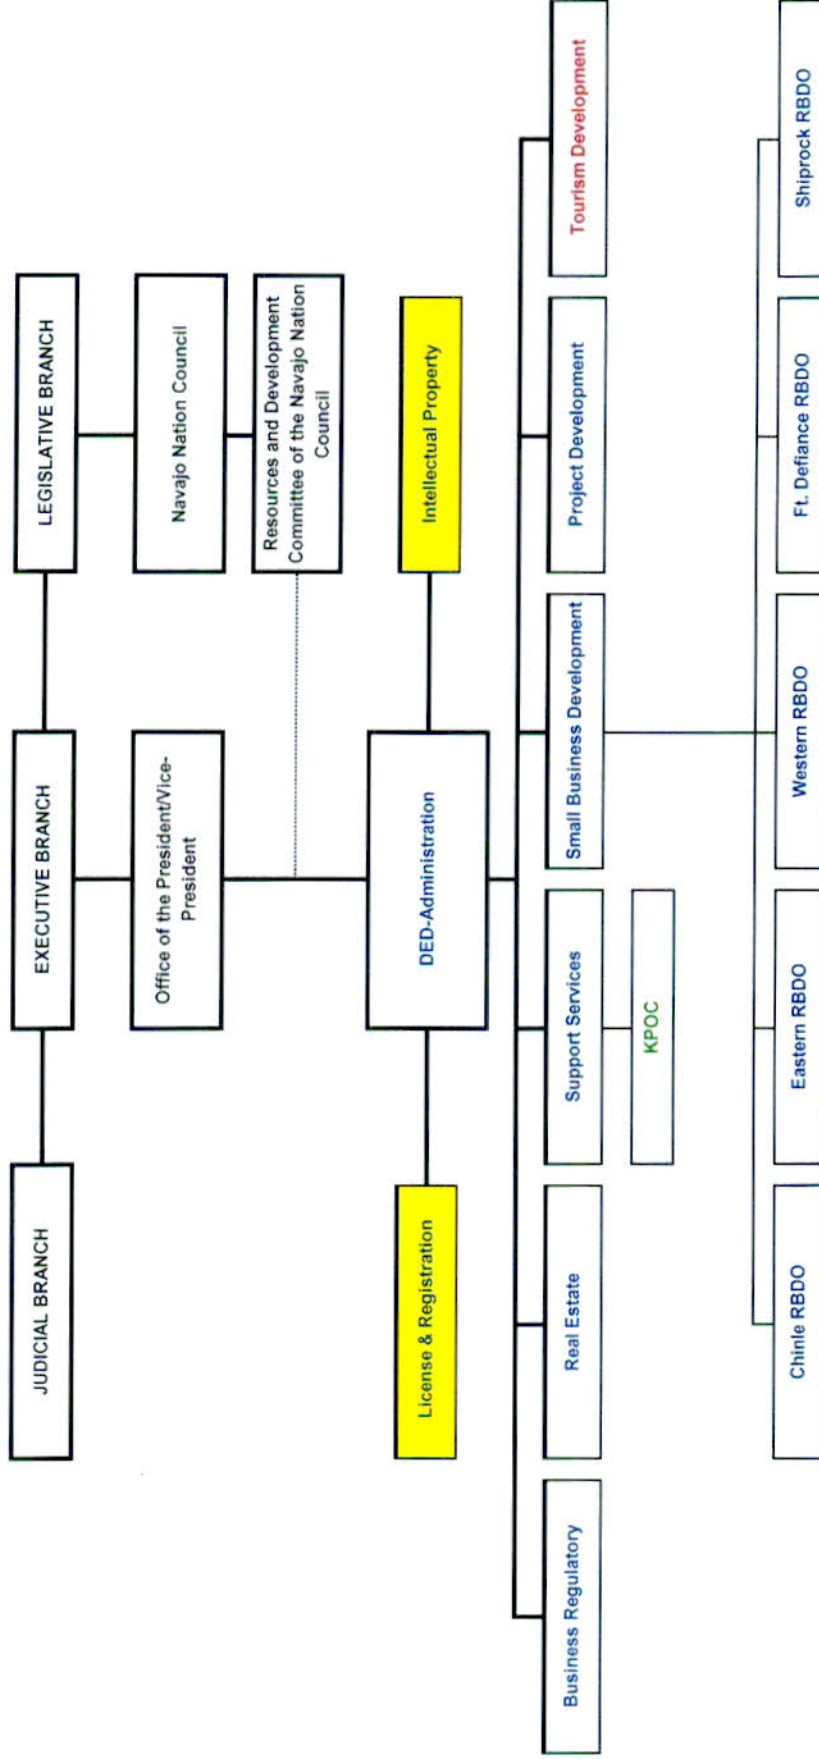 JUDICIAL BRANCH
EXECUTIVE BRANCH
LEGISLATIVE BRANCH
Office of the President/Vice-
President
Navajo Nation Council
Resources and Development
Committee of the Navajo Nation
Council
License & Registration
DED-Administration
Intellectual Property
Business Regulatory
Real Estate
Support Services
Small Business Development
Project Development
Tourism Development
KPOC
Chinle RBDO
Eastern RBDO
Western RBDO
Ft. Defiance RBDO
Shiprock RBDO